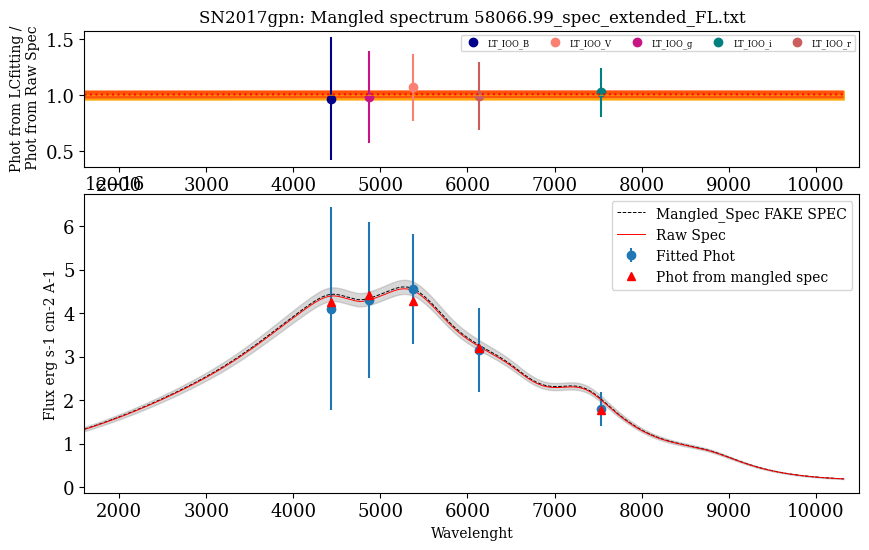 SN2017gpn: Mangled spectrum 58066.99_spec_extended_FL.txt
Phot from LCfitting /
Phot from Raw Spec
1.5
1.0
0.5
LT_IOO_B LT_IOO_V LT_IOO_g LT_IOO_i LT_IOO_r
2000 3000 4000 5000 6000 7000 8000 9000 10000
1e−16
Flux erg s-1 cm-2 A-1
6
5
4
3
2
1
0
Mangled_Spec FAKE SPEC
Raw Spec
Fitted Phot
Phot from mangled spec
2000 3000 4000 5000 6000 7000 8000 9000 10000
Wavelenght